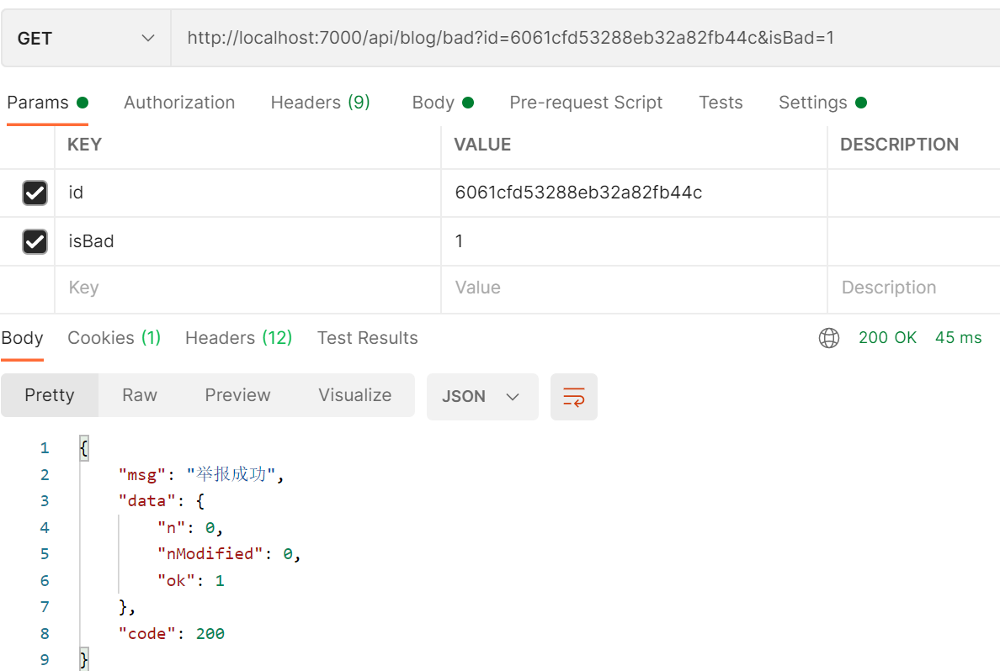 GET http://localhost:7000/api/blog/bad?id=6061cfd53288eb32a82fb44c&isBad=1
Params Authorization Headers (9) Body Pre-request Script Tests Settings
KEY VALUE DESCRIPTION
id 6061cfd53288eb32a82fb44c
isBad 1
Key Value Description
Body Cookies (1) Headers (12) Test Results 200 OK 45 ms
Pretty Raw Preview Visualize JSON
1 {
2 "msg": "举报成功",
3 "data": {
4 "n": 0,
5 "nModified": 0,
6 "ok": 1
7 },
8 "code": 200
9 }